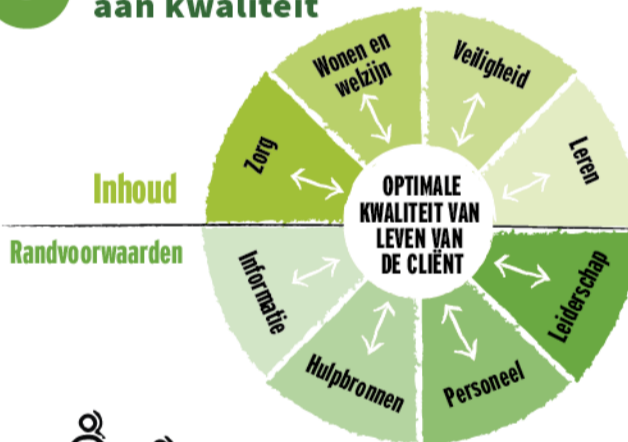 aan kwaliteit
Wonen en
welzijn
Veiligheid
Zorg
Leren
Inhoud
OPTIMALE
KWALITEIT VAN
LEVEN VAN
DE CLIËNT
Randvoorwaarden
Informatie
Leiderschap
Hulpbronnen
Personeel